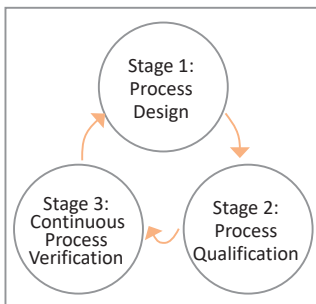 Stage 1:
Process
Design
Stage 2:
Process
Qualification
Stage 3:
Continuous
Process
Verification